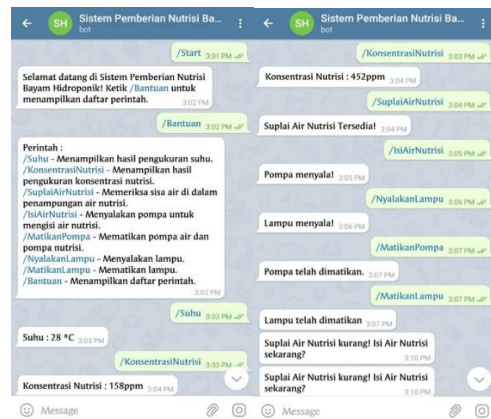 SH
Sistem Pemberian Nutrisi Ba...
bot
/Start 3:01 PM
Selamat datang di Sistem Pemberian Nutrisi
Bayam Hidroponik! Ketik /Bantuan untuk
menampilkan daftar perintah.
3:02 PM
/Bantuan 3:02 PM
Perintah :
/Suhu - Menampilkan hasil pengukuran suhu.
/KonsentrasiNutrisi - Menampilkan hasil
pengukuran konsentrasi nutrisi.
/SuplaiAirNutrisi - Memeriksa sisa air di dalam
penampungan air nutrisi.
/IsiAirNutrisi - Menyalakan pompa untuk
mengisi air nutrisi.
/MatikanPompa - Mematikan pompa air dan
pompa nutrisi.
/NyalakanLampu - Menyalakan lampu.
/MatikanLampu - Mematikan lampu.
/Bantuan - Menampilkan daftar perintah.
3:02 PM
/Suhu 3:03 PM
Suhu : 28 *C 3:03 PM
/KonsentrasiNutrisi 3:03 PM
Konsentrasi Nutrisi : 158ppm 3:04 PM
Message
SH
Sistem Pemberian Nutrisi Ba...
bot
/KonsentrasiNutrisi 3:03 PM
Konsentrasi Nutrisi : 452ppm 3:04 PM
/SuplaiAirNutrisi 3:04 PM
Suplai Air Nutrisi Tersedia! 3:04 PM
/IsiAirNutrisi 3:05 PM
Pompa menyala! 3:05 PM
/NyalakanLampu 3:06 PM
Lampu menyala! 3:06 PM
/MatikanPompa 3:07 PM
Pompa telah dimatikan. 3:07 PM
/MatikanLampu 3:07 PM
Lampu telah dimatikan 3:07 PM
Suplai Air Nutrisi kurang! Isi Air Nutrisi
sekarang?
3:10 PM
Suplai Air Nutrisi kurang! Isi Air Nutrisi
sekarang?
3:10 PM
Message